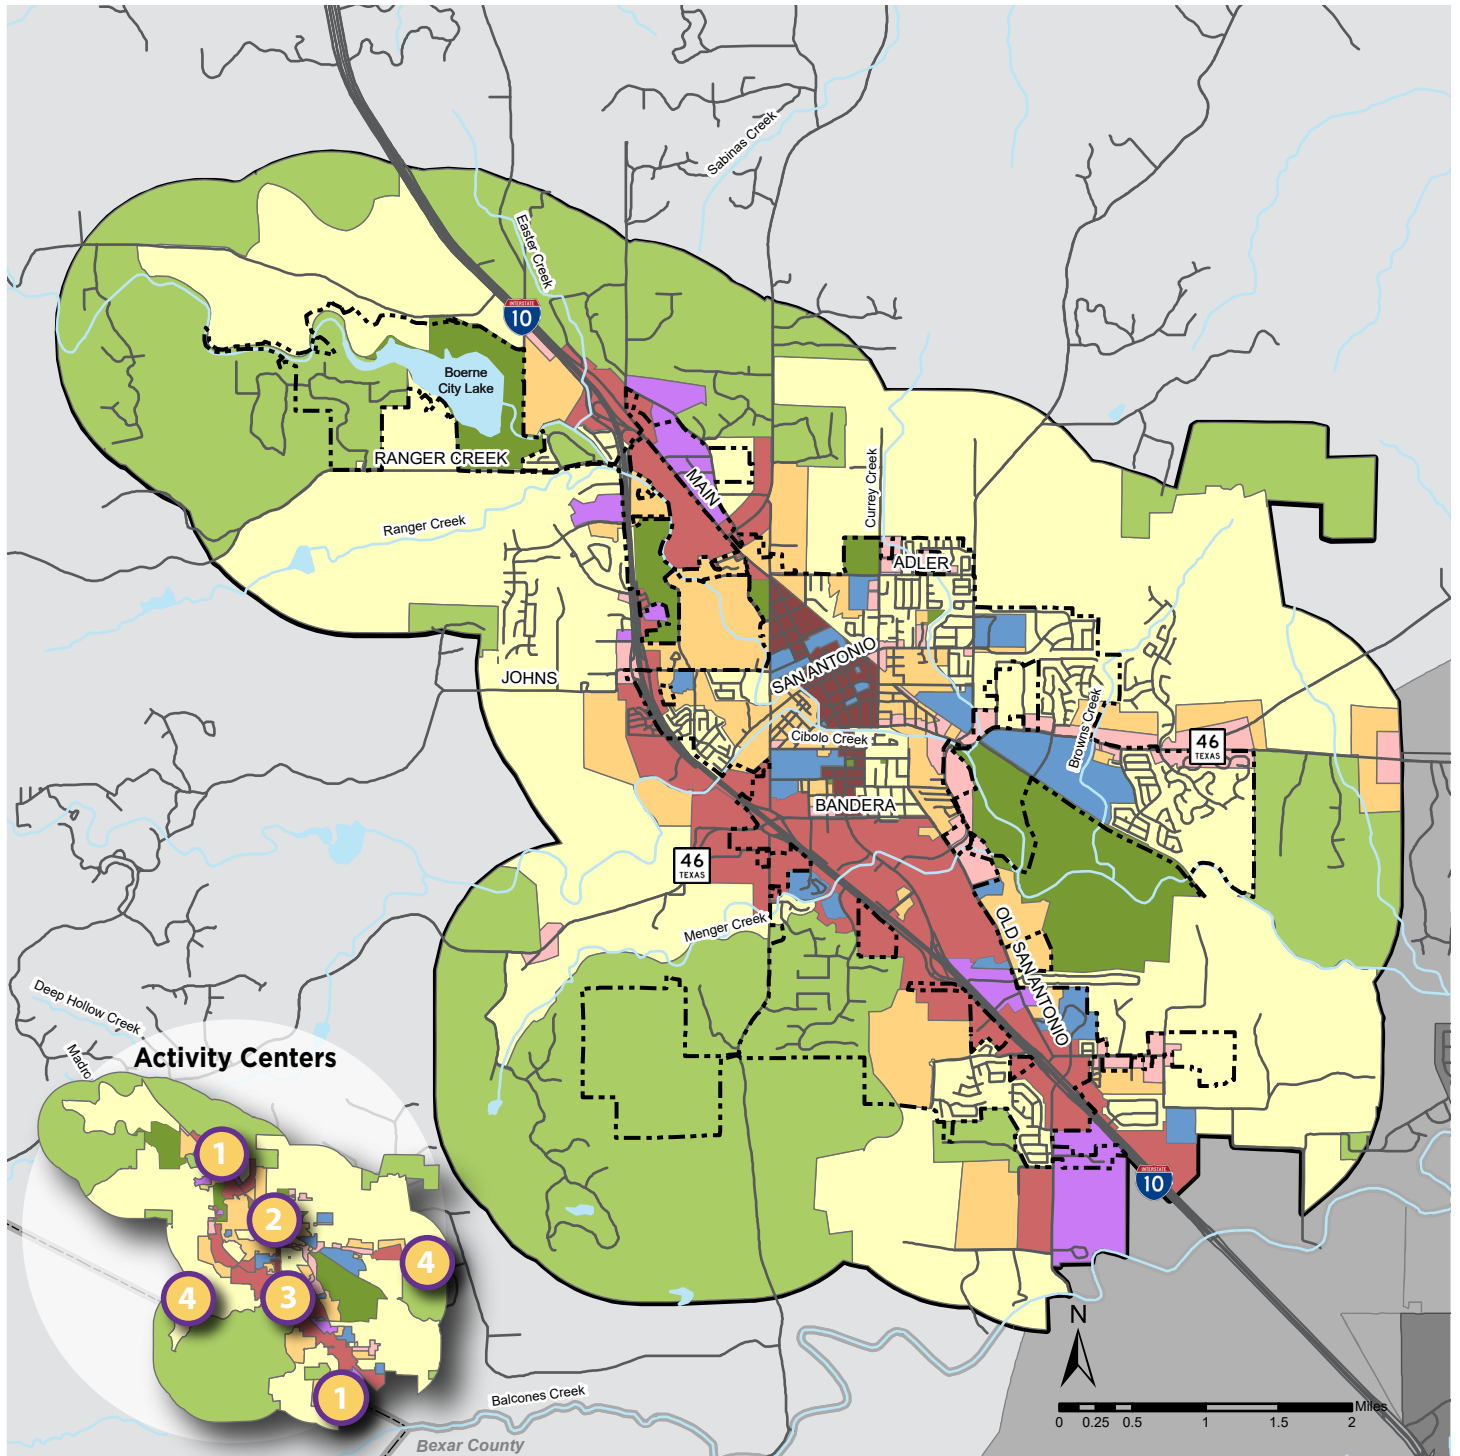 Sabinas Creek
Easter Creek
INTERSTATE
10
Boerne
City Lake
RANGER CREEK
MAIN
Currey Creek
Ranger Creek
ADLER
SAN ANTONIO
JOHNS
Cibolo Creek
Browns Creek
46
TEXAS
BANDERA
46
TEXAS
Menger Creek
OLD SAN ANTONIO
Deep Hollow Creek
Madro
Activity Centers
1
2
4
4
3
1
INTERSTATE
10
N
Miles
0 0.25 0.5 1 1.5 2
Balcones Creek
Bexar County